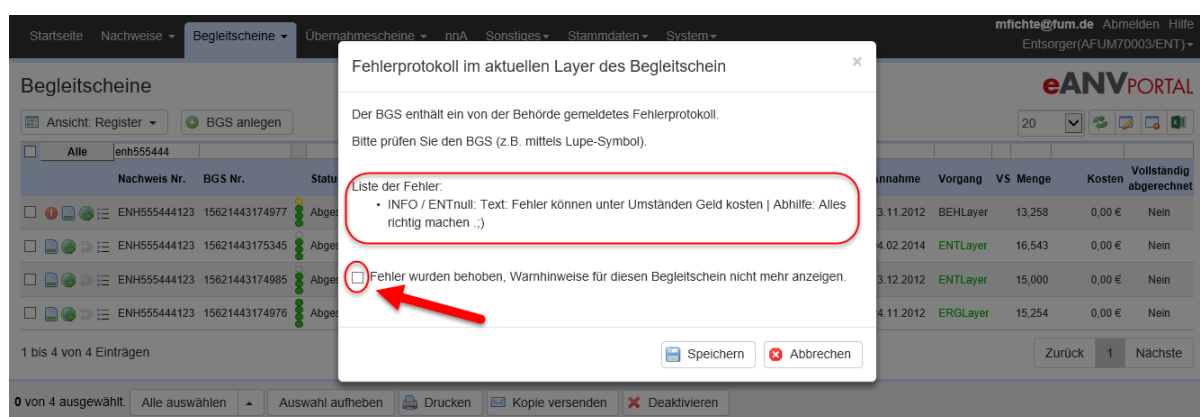 mfichte@fum.de Abmelden Hilfe
Startseite Nachweise Begleitscheine Übernahmescheine nnA Sonstiges Stammdaten System
Entsorger(AFUM70003/ENT)
Fehlerprotokoll im aktuellen Layer des Begleitschein ×
Begleitscheine
eANVPORTAL
Der BGS enthält ein von der Behörde gemeldetes Fehlerprotokoll.
Ansicht: Register BGS anlegen
20
Bitte prüfen Sie den BGS (z.B. mittels Lupe-Symbol).
Alle enh555444
Nachweis Nr. BGS Nr. Statu
nnahme Vorgang VS Menge Kosten Vollständig
abgerechnet
Liste der Fehler:
• INFO / ENTnull: Text: Fehler können unter Umständen Geld kosten | Abhilfe: Alles
richtig machen .;)
ENH555444123 15621443174977 Abges
3.11.2012 BEHLayer 13,258 0,00 € Nein
ENH555444123 15621443175345 Abges
4.02.2014 ENTLayer 16,543 0,00 € Nein
Fehler wurden behoben, Warnhinweise für diesen Begleitschein nicht mehr anzeigen.
ENH555444123 15621443174985 Abges
3.12.2012 ENTLayer 15,000 0,00 € Nein
ENH555444123 15621443174976 Abges
4.11.2012 ERGLayer 15,254 0,00 € Nein
1 bis 4 von 4 Einträgen
Speichern Abbrechen
Zurück 1 Nächste
0 von 4 ausgewählt. Alle auswählen Auswahl aufheben Drucken Kopie versenden Deaktivieren